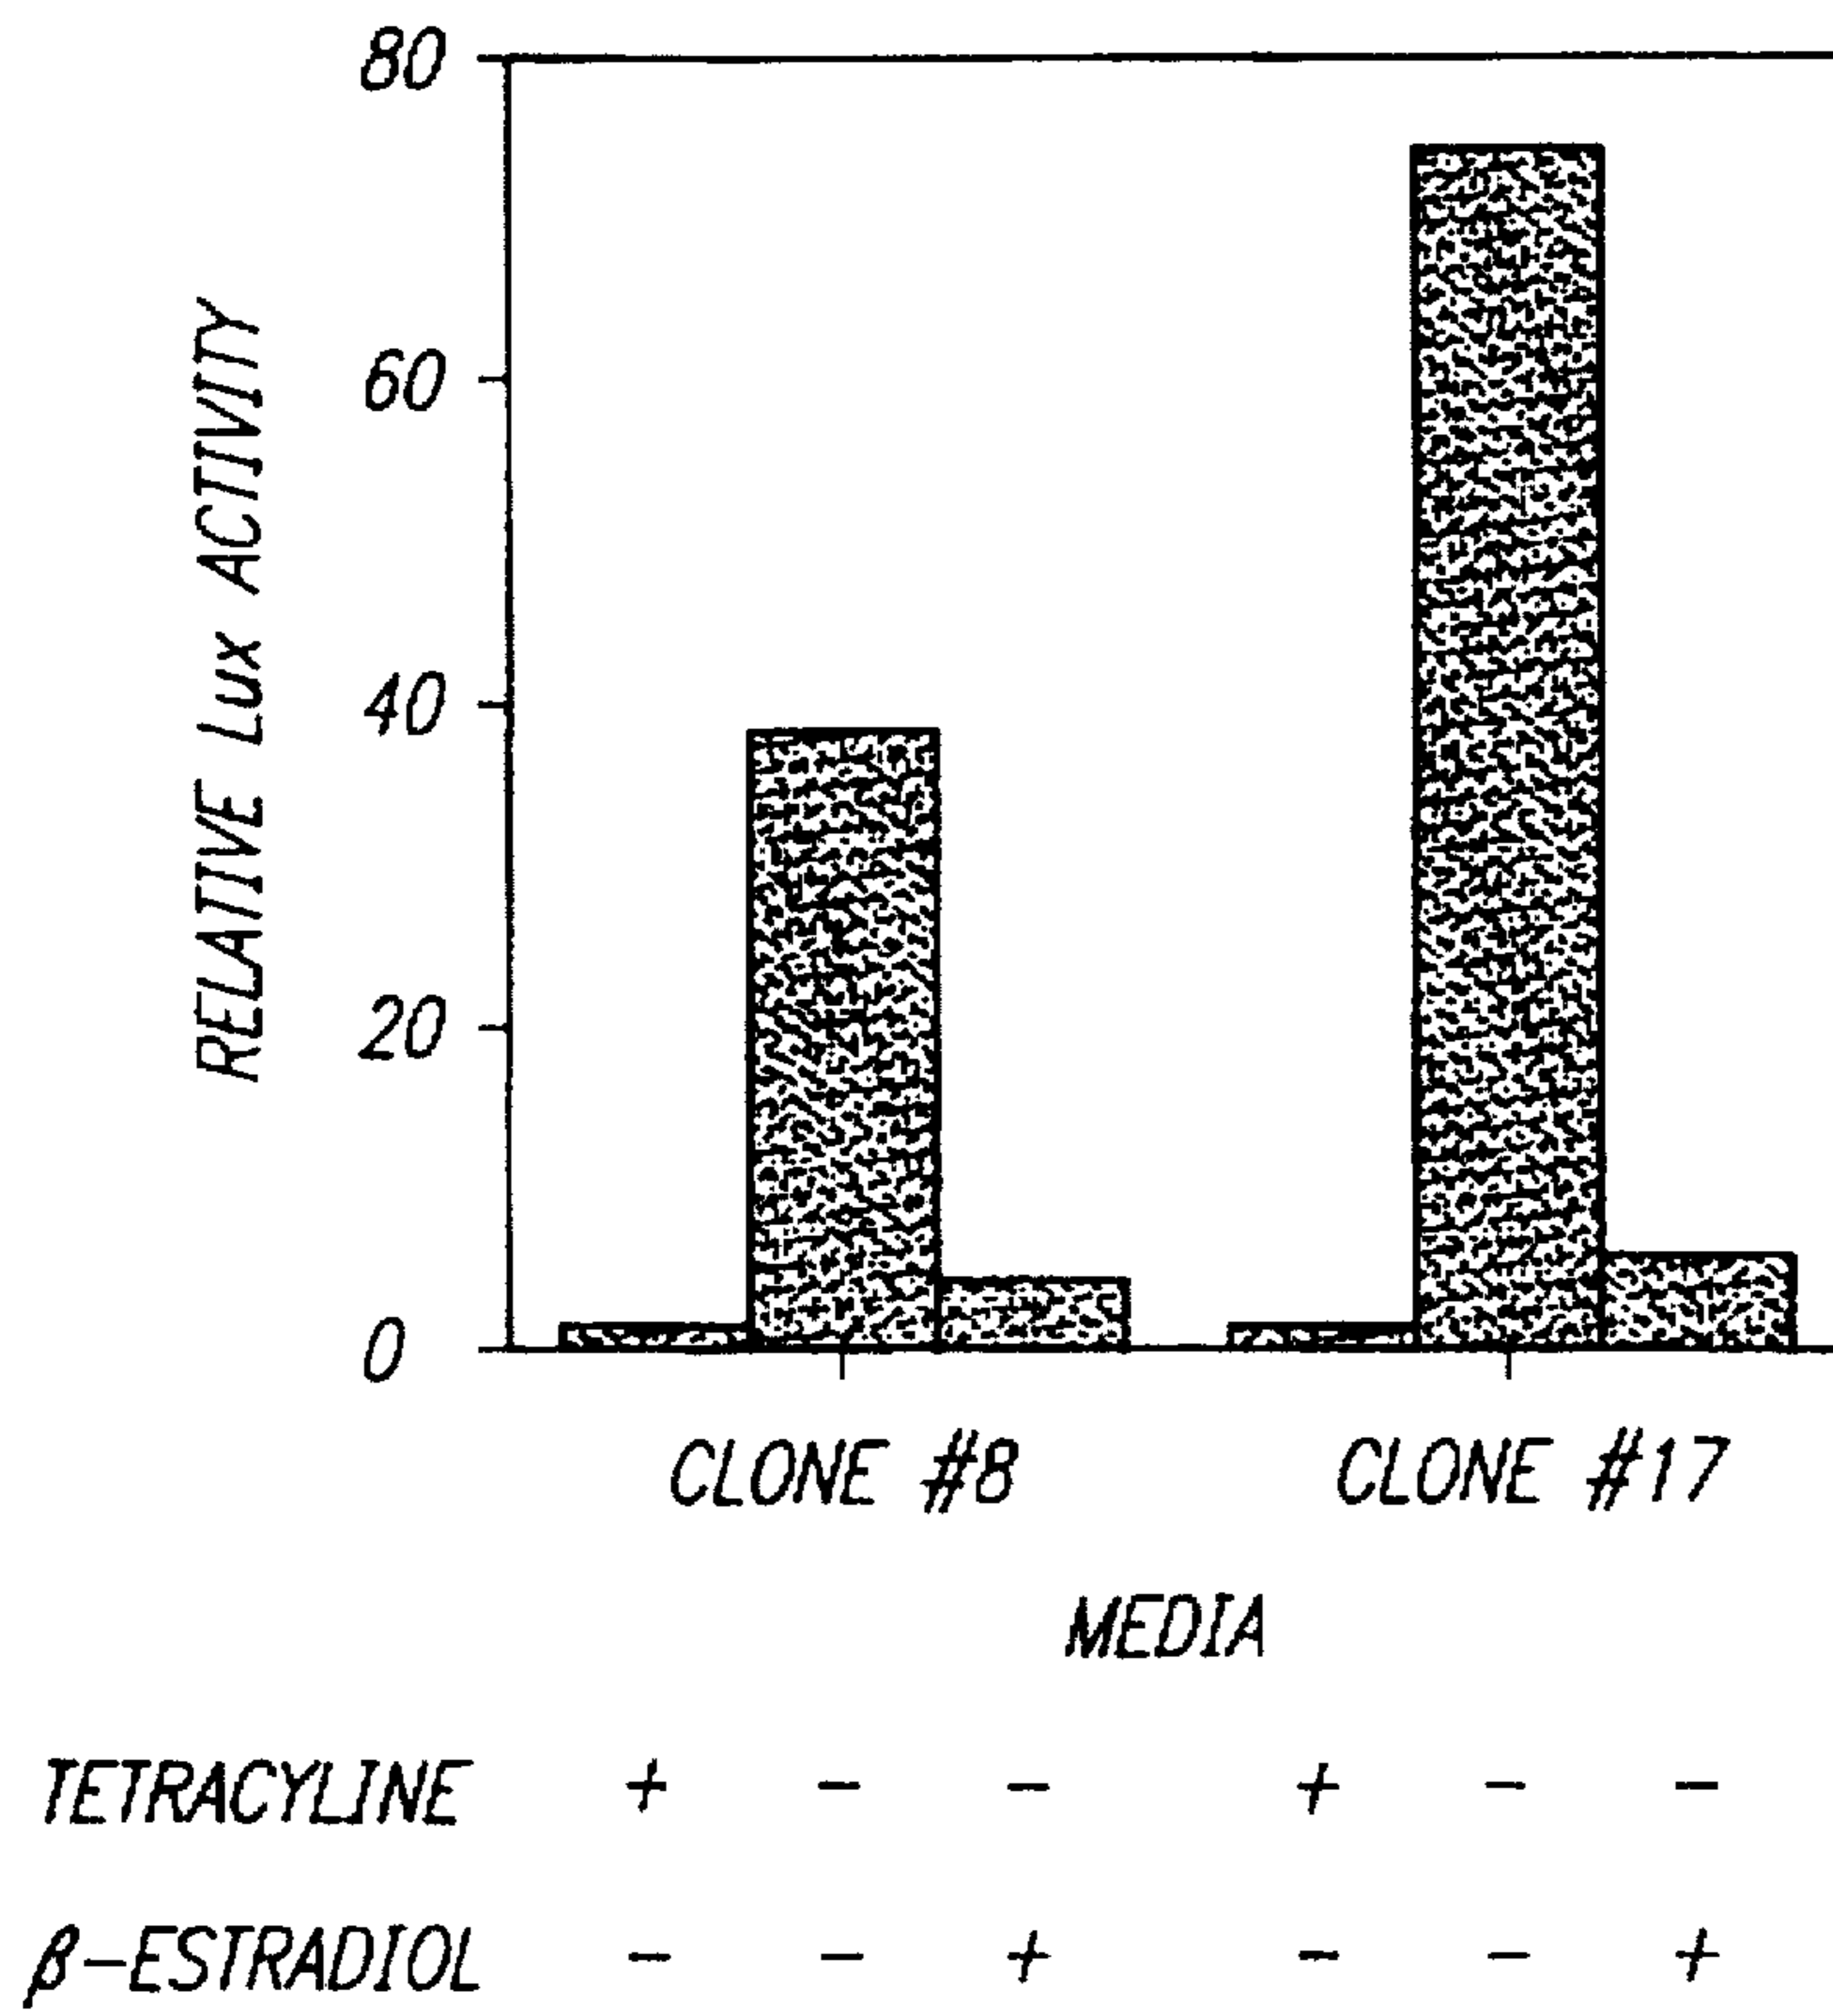 80
60
40
20
0
RELATIVE Lux ACTIVITY
CLONE #8 CLONE #17
MEDIA
TETRACYLINE + - - + - -
β-ESTRADIOL - - + - - +